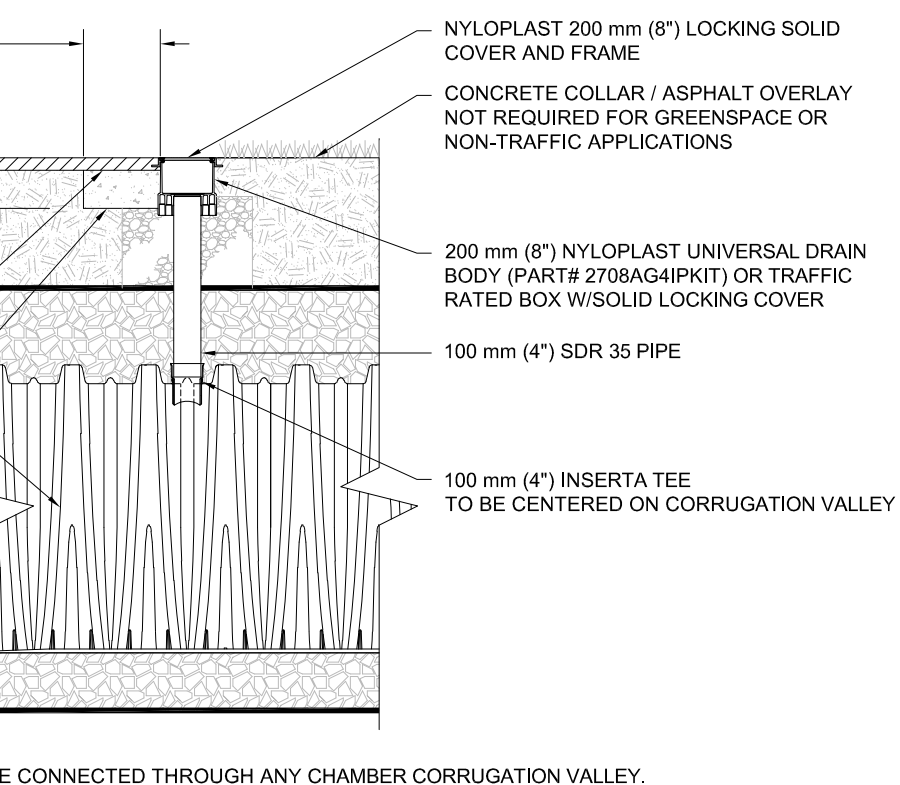 NYLOPLAST 200 mm (8") LOCKING SOLID
COVER AND FRAME
CONCRETE COLLAR / ASPHALT OVERLAY
NOT REQUIRED FOR GREENSPACE OR
NON-TRAFFIC APPLICATIONS
200 mm (8") NYLOPLAST UNIVERSAL DRAIN
BODY (PART# 2708AG4IPKIT) OR TRAFFIC
RATED BOX W/SOLID LOCKING COVER
100 mm (4") SDR 35 PIPE
100 mm (4") INSERTA TEE
TO BE CENTERED ON CORRUGATION VALLEY
E CONNECTED THROUGH ANY CHAMBER CORRUGATION VALLEY.